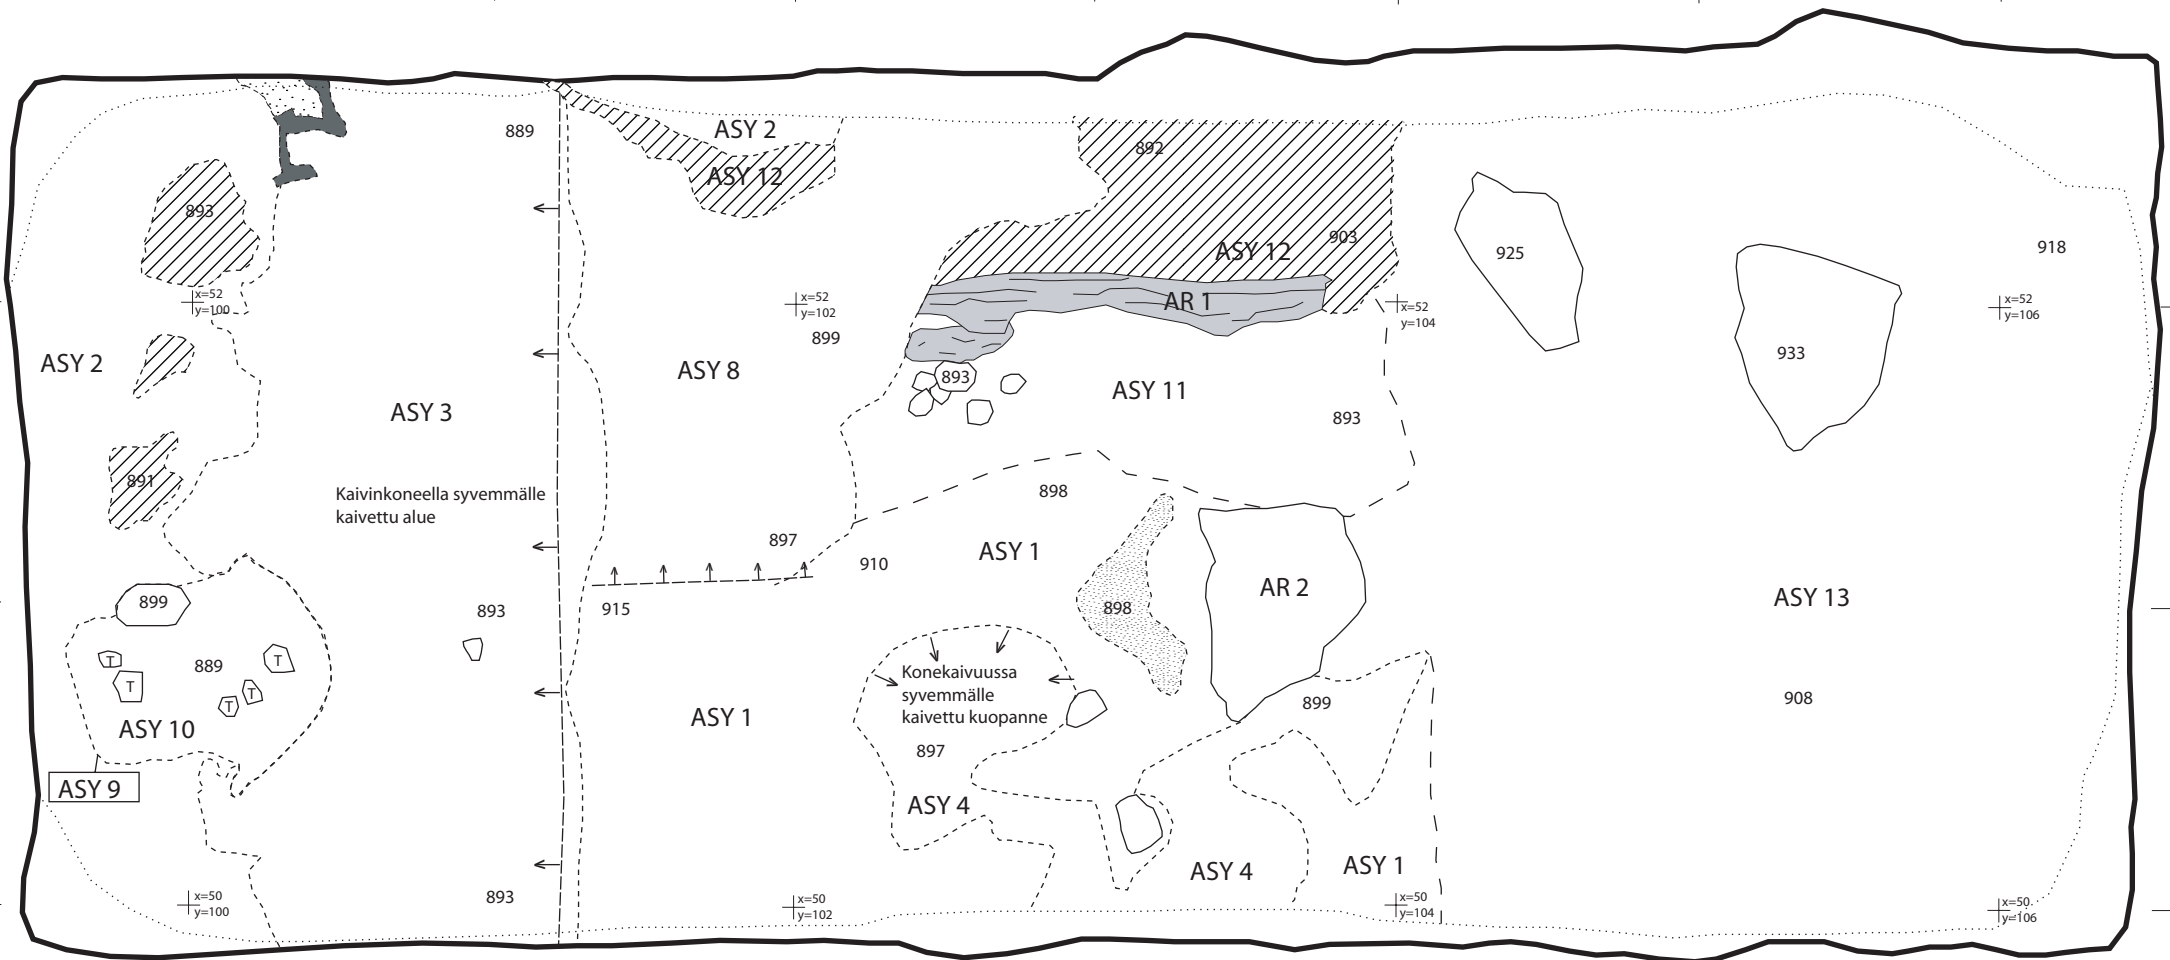 889
ASY 2
892
ASY 12
893
903
ASY 12
925
918
x=52
y=100
x=52
y=102
AR 1
x=52
y=104
x=52
y=106
899
933
ASY 2
ASY 8
893
ASY 11
ASY 3
893
891
Kaivinkoneella syvemmälle
kaivettu alue
898
897
910
ASY 1
AR 2
ASY 13
899
893
915
898
T
889
T
T
T
T
Konekaivuussa
syvemmälle
kaivettu kuopanne
899
908
ASY 10
ASY 1
897
ASY 9
ASY 4
ASY 4
ASY 1
893
x=50
y=100
x=50
y=102
x=50
y=104
x=50
y=106